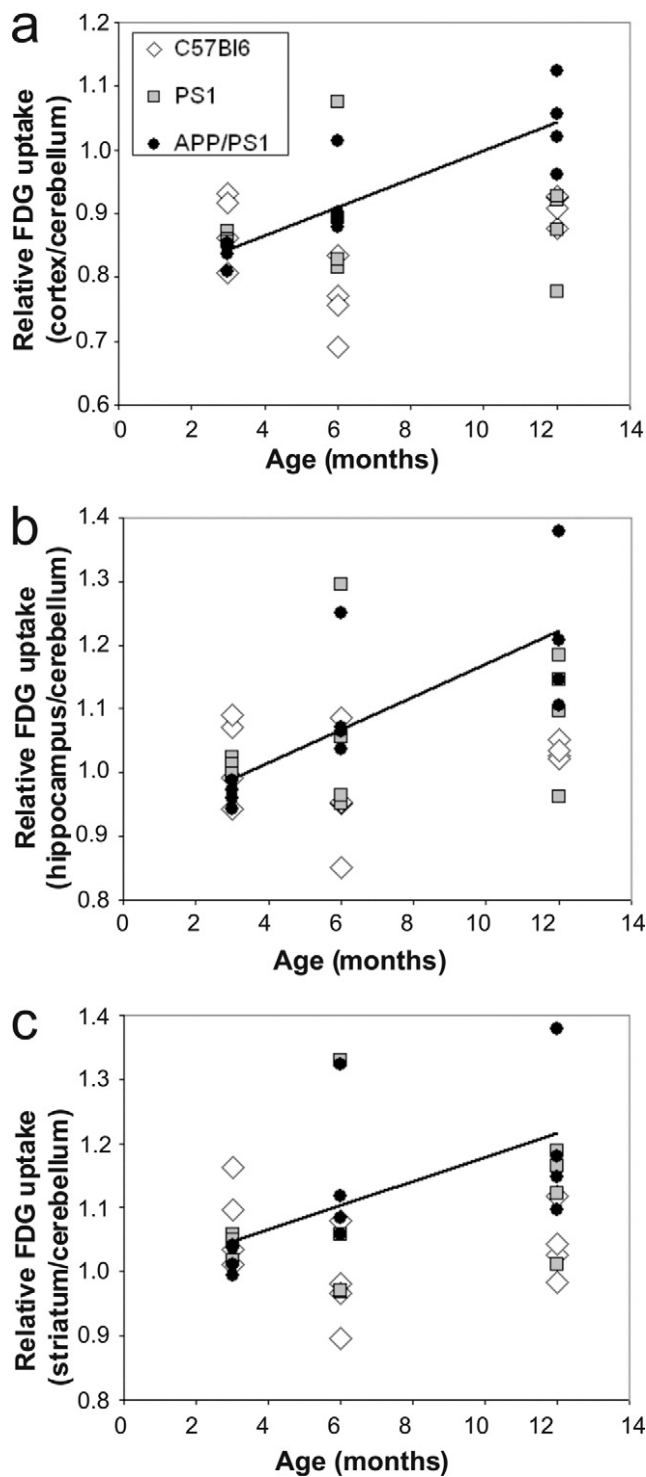 a
Relative FDG uptake
(cortex/cerebellum)
1.2
1.1
1.0
0.9
0.8
0.7
0.6
C57Bl6
PS1
APP/PS1
0 2 4 6 8 10 12 14
Age (months)
b
Relative FDG uptake
(hippocampus/cerebellum)
1.4
1.3
1.2
1.1
1.0
0.9
0.8
0 2 4 6 8 10 12 14
Age (months)
c
Relative FDG uptake
(striatum/cerebellum)
1.4
1.3
1.2
1.1
1.0
0.9
0.8
0 2 4 6 8 10 12 14
Age (months)